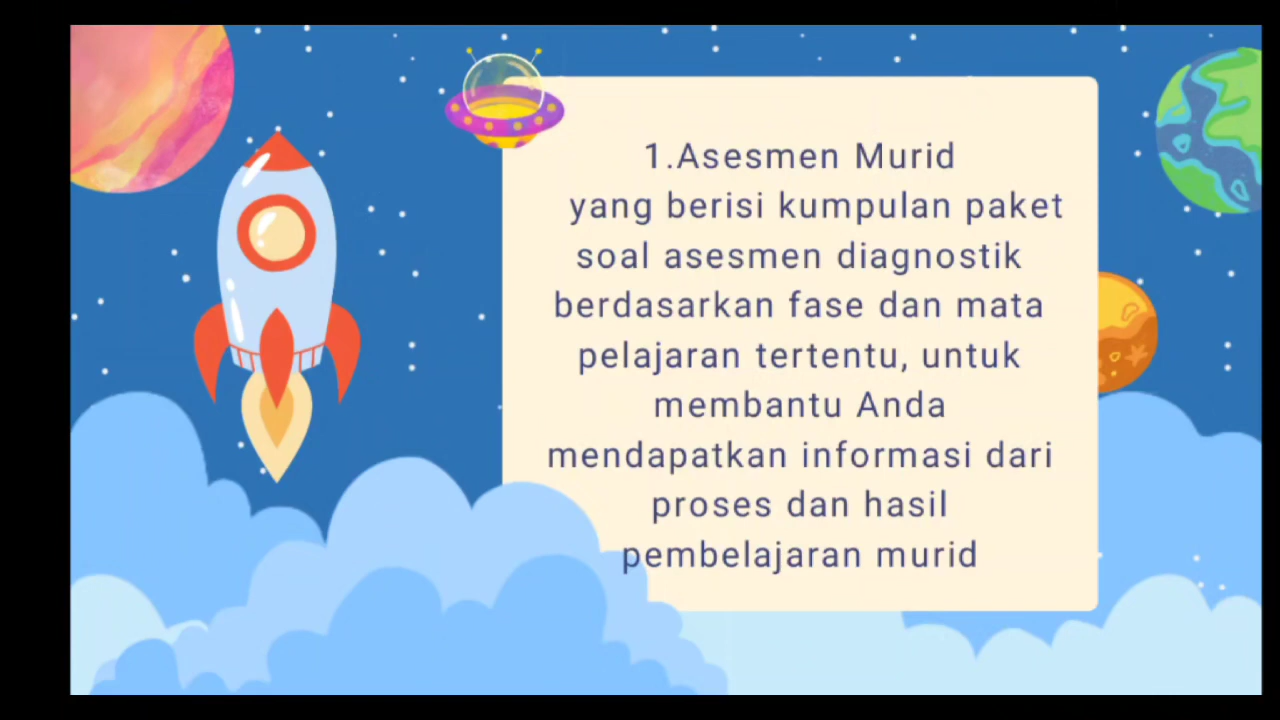 1.Asesmen Murid
yang berisi kumpulan paket
soal asesmen diagnostik
berdasarkan fase dan mata
pelajaran tertentu, untuk
membantu Anda
mendapatkan informasi dari
proses dan hasil
pembelajaran murid